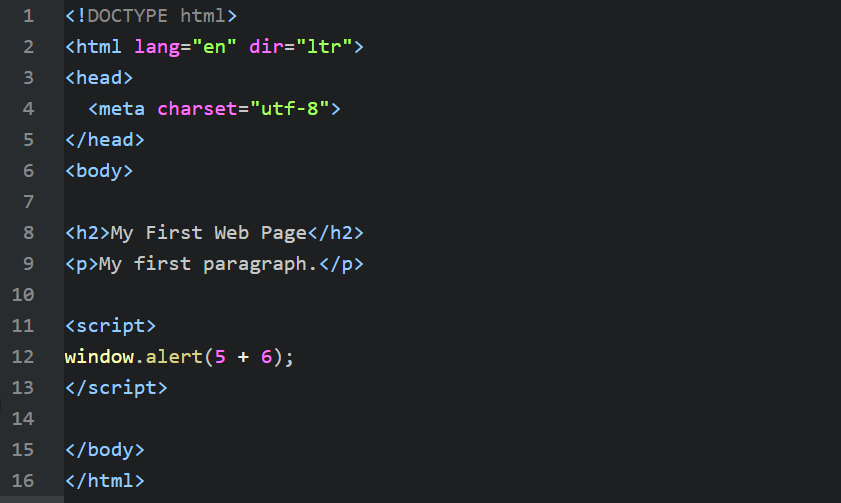 1 <!DOCTYPE html>
2 <html lang="en" dir="ltr">
3 <head>
4   <meta charset="utf-8">
5 </head>
6 <body>
7
8 <h2>My First Web Page</h2>
9 <p>My first paragraph.</p>
10
11 <script>
12 window.alert(5 + 6);
13 </script>
14
15 </body>
16 </html>